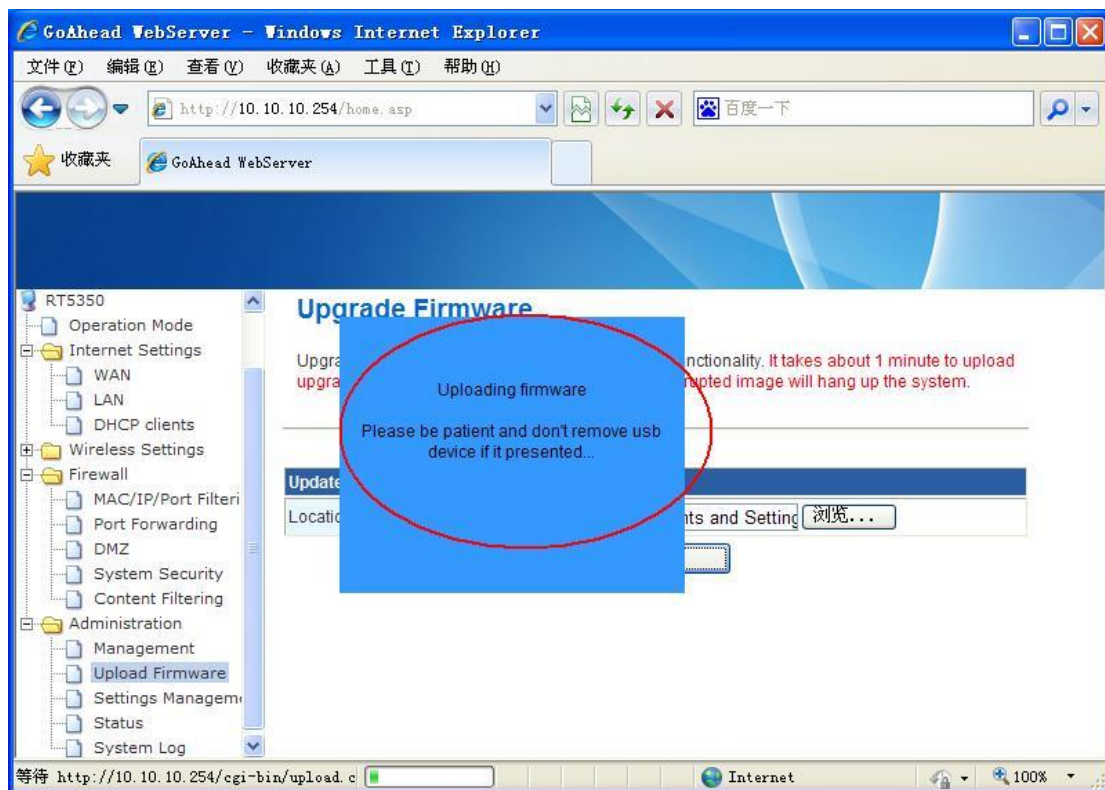 GoAhead WebServer - Windows Internet Explorer
文件(F) 编辑(E) 查看(V) 收藏夹(A) 工具(T) 帮助(H)
http://10.10.10.254/home.asp
百度一下
收藏夹
GoAhead WebServer
RT5350
Operation Mode
Internet Settings
WAN
LAN
DHCP clients
Wireless Settings
Firewall
MAC/IP/Port Filteri
Port Forwarding
DMZ
System Security
Content Filtering
Administration
Management
Upload Firmware
Settings Managem
Status
System Log
Upgrade Firmware
Upgra nctionality. It takes about 1 minute to upload
upgra rupted image will hang up the system.
Uploading firmware
Please be patient and don't remove usb
device if it presented...
Update
Locatio ts and Setting 浏览...
等待 http://10.10.10.254/cgi-bin/upload.c Internet 100%